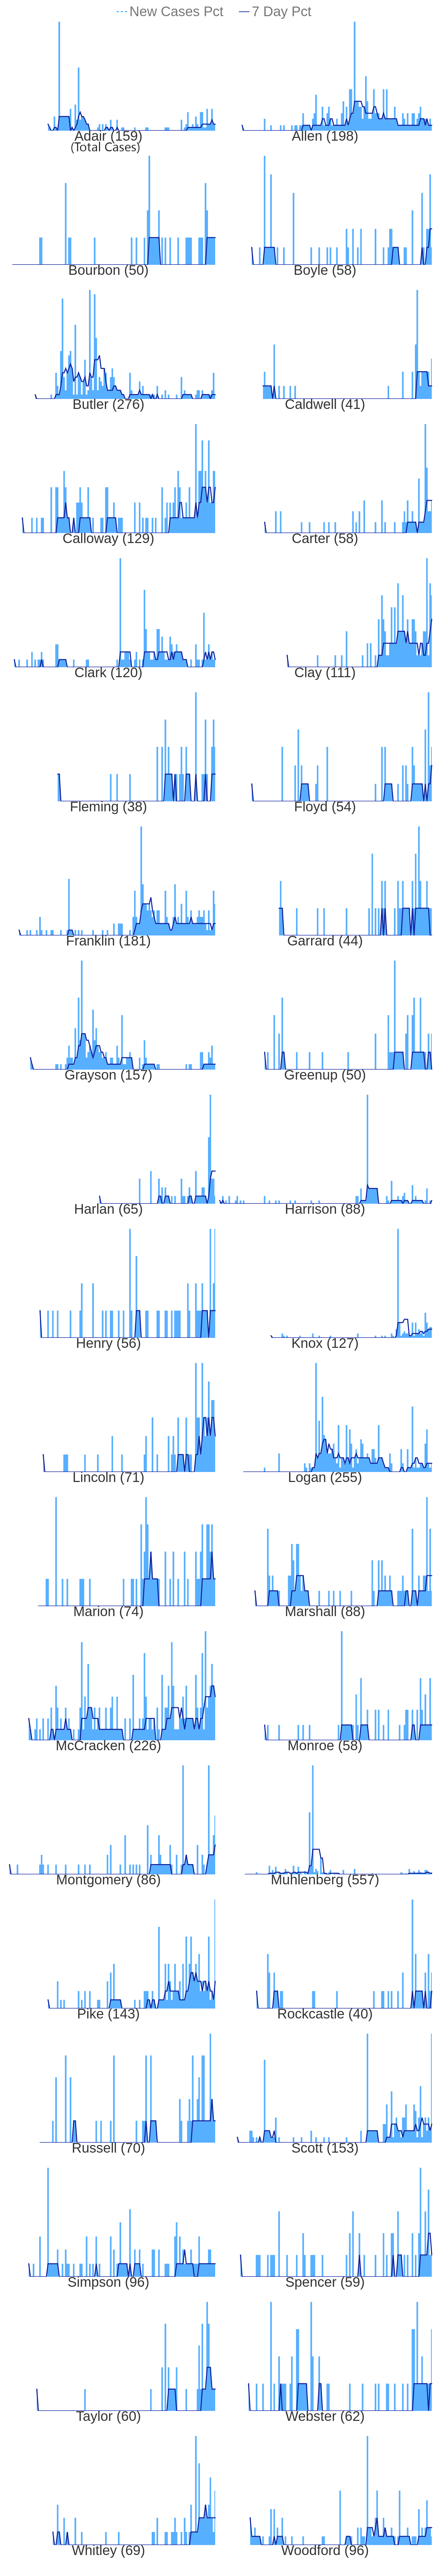 New Cases Pct 7 Day Pct
Adair (159) Allen (198)
(Total Cases)
Bourbon (50) Boyle (58)
Butler (276) Caldwell (41)
Calloway (129) Carter (58)
Clark (120) Clay (111)
Fleming (38) Floyd (54)
Franklin (181) Garrard (44)
Grayson (157) Greenup (50)
Harlan (65) Harrison (88)
Henry (56) Knox (127)
Lincoln (71) Logan (255)
Marion (74) Marshall (88)
McCracken (226) Monroe (58)
Montgomery (86) Muhlenberg (557)
Pike (143) Rockcastle (40)
Russell (70) Scott (153)
Simpson (96) Spencer (59)
Taylor (60) Webster (62)
Whitley (69) Woodford (96)